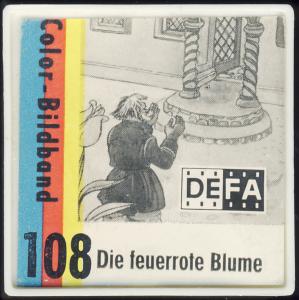 Color-Bildband
DEFA
108 Die feuerrote Blume